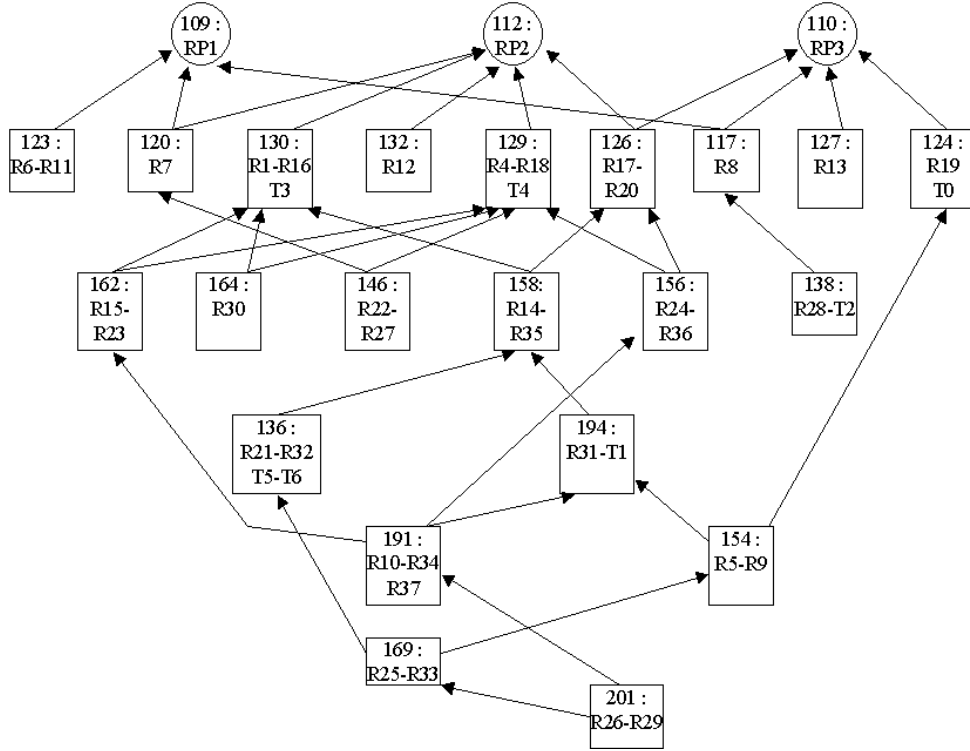 109 :
RP1
112 :
RP2
110 :
RP3
123 :
R6-R11
120 :
R7
130 :
R1-R16
T3
132 :
R12
129 :
R4-R18
T4
126 :
R17-
R20
117 :
R8
127 :
R13
124 :
R19
T0
162 :
R15-
R23
164 :
R30
146 :
R22-
R27
158:
R14-
R35
156 :
R24-
R36
138 :
R28-T2
136 :
R21-R32
T5-T6
194 :
R31-T1
191 :
R10-R34
R37
154 :
R5-R9
169 :
R25-R33
201 :
R26-R29